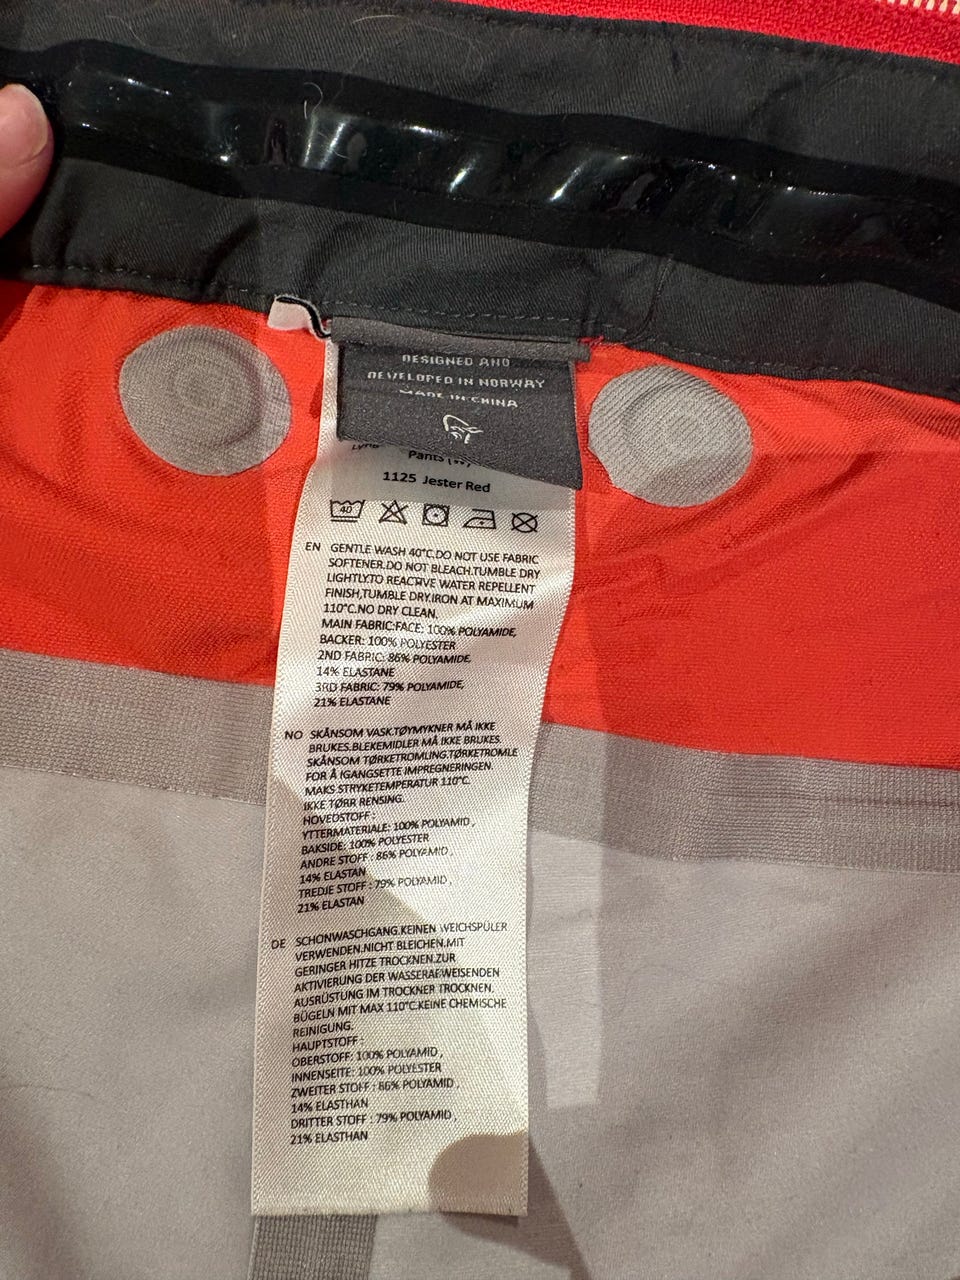 DESIGNED AND
DEVELOPED IN NORWAY
MADE IN CHINA
Pants
1125 Jester Red
40
EN GENTLE WASH 40°C.DO NOT USE FABRIC
SOFTENER.DO NOT BLEACH.TUMBLE DRY
LIGHTLY.TO REACTIVE WATER REPELLENT
FINISH,TUMBLE DRY.IRON AT MAXIMUM
110°C.NO DRY CLEAN.
MAIN FABRIC:FACE: 100% POLYAMIDE,
BACKER: 100% POLYESTER
2ND FABRIC: 86% POLYAMIDE,
14% ELASTANE
3RD FABRIC: 79% POLYAMIDE,
21% ELASTANE
NO SKÅNSOM VASK.TØYMYKNER MÅ IKKE
BRUKES.BLEKEMIDLER MÅ IKKE BRUKES.
SKÅNSOM TØRKETROMLING.TØRKETROMLE
FOR Å IGANGSETTE IMPREGNERINGEN.
MAKS STRYKETEMPERATUR 110°C.
IKKE TØRR RENSING.
HOVEDSTOFF :
YTTERMATERIALE: 100% POLYAMID ,
BAKSIDE: 100% POLYESTER
ANDRE STOFF : 86% POLYAMID ,
14% ELASTAN
TREDJE STOFF : 79% POLYAMID ,
21% ELASTAN
DE SCHONWASCHGANG.KEINEN WEICHSPÜLER
VERWENDEN.NICHT BLEICHEN.MIT
GERINGER HITZE TROCKNEN.ZUR
AKTIVIERUNG DER WASSERABWEISENDEN
AUSRÜSTUNG IM TROCKNER TROCKNEN.
BÜGELN MIT MAX 110°C.KEINE CHEMISCHE
REINIGUNG.
HAUPTSTOFF :
OBERSTOFF: 100% POLYAMID ,
INNENSEITE: 100% POLYESTER
ZWEITER STOFF : 86% POLYAMID ,
14% ELASTHAN
DRITTER STOFF : 79% POLYAMID ,
21% ELASTHAN